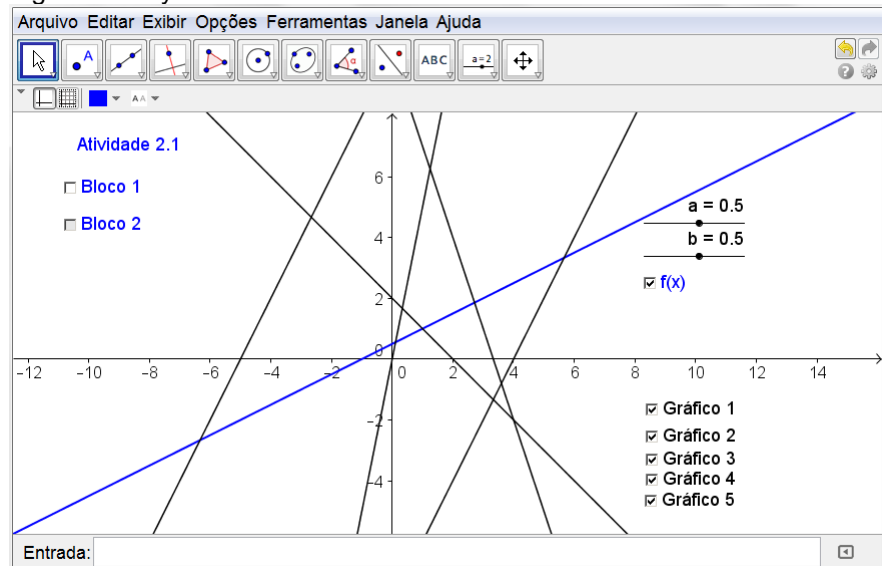 Arquivo Editar Exibir Opções Ferramentas Janela Ajuda
A
α
ABC
a=2
?
A A
Atividade 2.1
Bloco 1
Bloco 2
a = 0.5
b = 0.5
f(x)
6
4
2
0
-12 -10 -8 -6 -4 -2 0 2 4 6 8 10 12 14
-2
-4
Gráfico 1
Gráfico 2
Gráfico 3
Gráfico 4
Gráfico 5
Entrada: